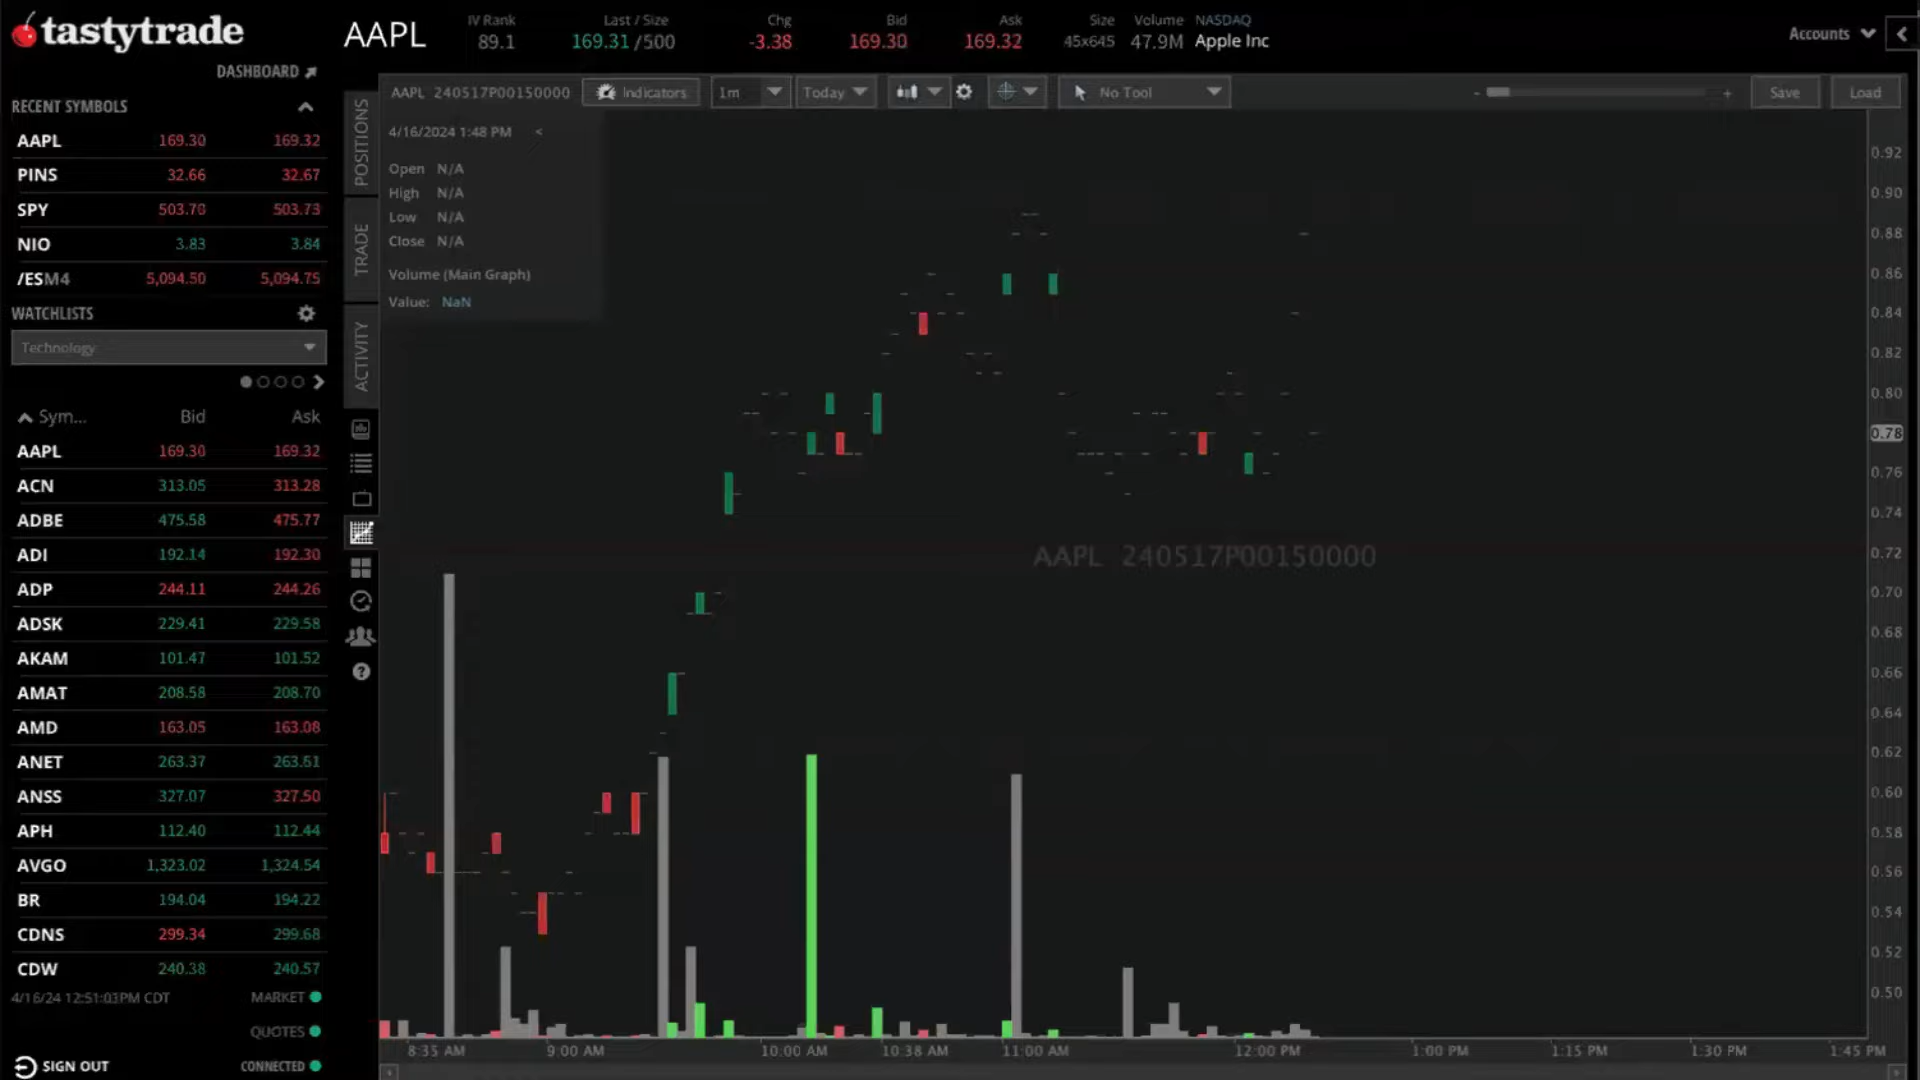 tastytrade
DASHBOARD
AAPL
IV Rank
89.1
Last / Size
169.31 /500
Chg
-3.38
Bid
169.30
Ask
169.32
Size
45x645
Volume
47.9M
NASDAQ
Apple Inc
Accounts
RECENT SYMBOLS
AAPL 169.30 169.32
PINS 32.66 32.67
SPY 503.70 503.73
NIO 3.83 3.84
/ESM4 5,094.50 5,094.75
WATCHLISTS
Technology
Sym... Bid Ask
AAPL 169.30 169.32
ACN 313.05 313.28
ADBE 475.58 475.77
ADI 192.14 192.30
ADP 244.11 244.26
ADSK 229.41 229.58
AKAM 101.47 101.52
AMAT 208.58 208.70
AMD 163.05 163.08
ANET 263.37 263.51
ANSS 327.07 327.50
APH 112.40 112.44
AVGO 1,323.02 1,324.54
BR 194.04 194.22
CDNS 299.34 299.68
CDW 240.38 240.57
4/16/24 12:51:03PM CDT MARKET
QUOTES
SIGN OUT CONNECTED
POSITIONS
TRADE
ACTIVITY
AAPL 240517P00150000 Indicators 1m Today No Tool - + Save Load
4/16/2024 1:48 PM <
Open N/A
High N/A
Low N/A
Close N/A
Volume (Main Graph)
Value: NaN
AAPL 240517P00150000
0.92
0.90
0.88
0.86
0.84
0.82
0.80
0.78
0.76
0.74
0.72
0.70
0.68
0.66
0.64
0.62
0.60
0.58
0.56
0.54
0.52
0.50
8:35 AM 9:00 AM 10:00 AM 10:38 AM 11:00 AM 12:00 PM 1:00 PM 1:15 PM 1:30 PM 1:45 PM